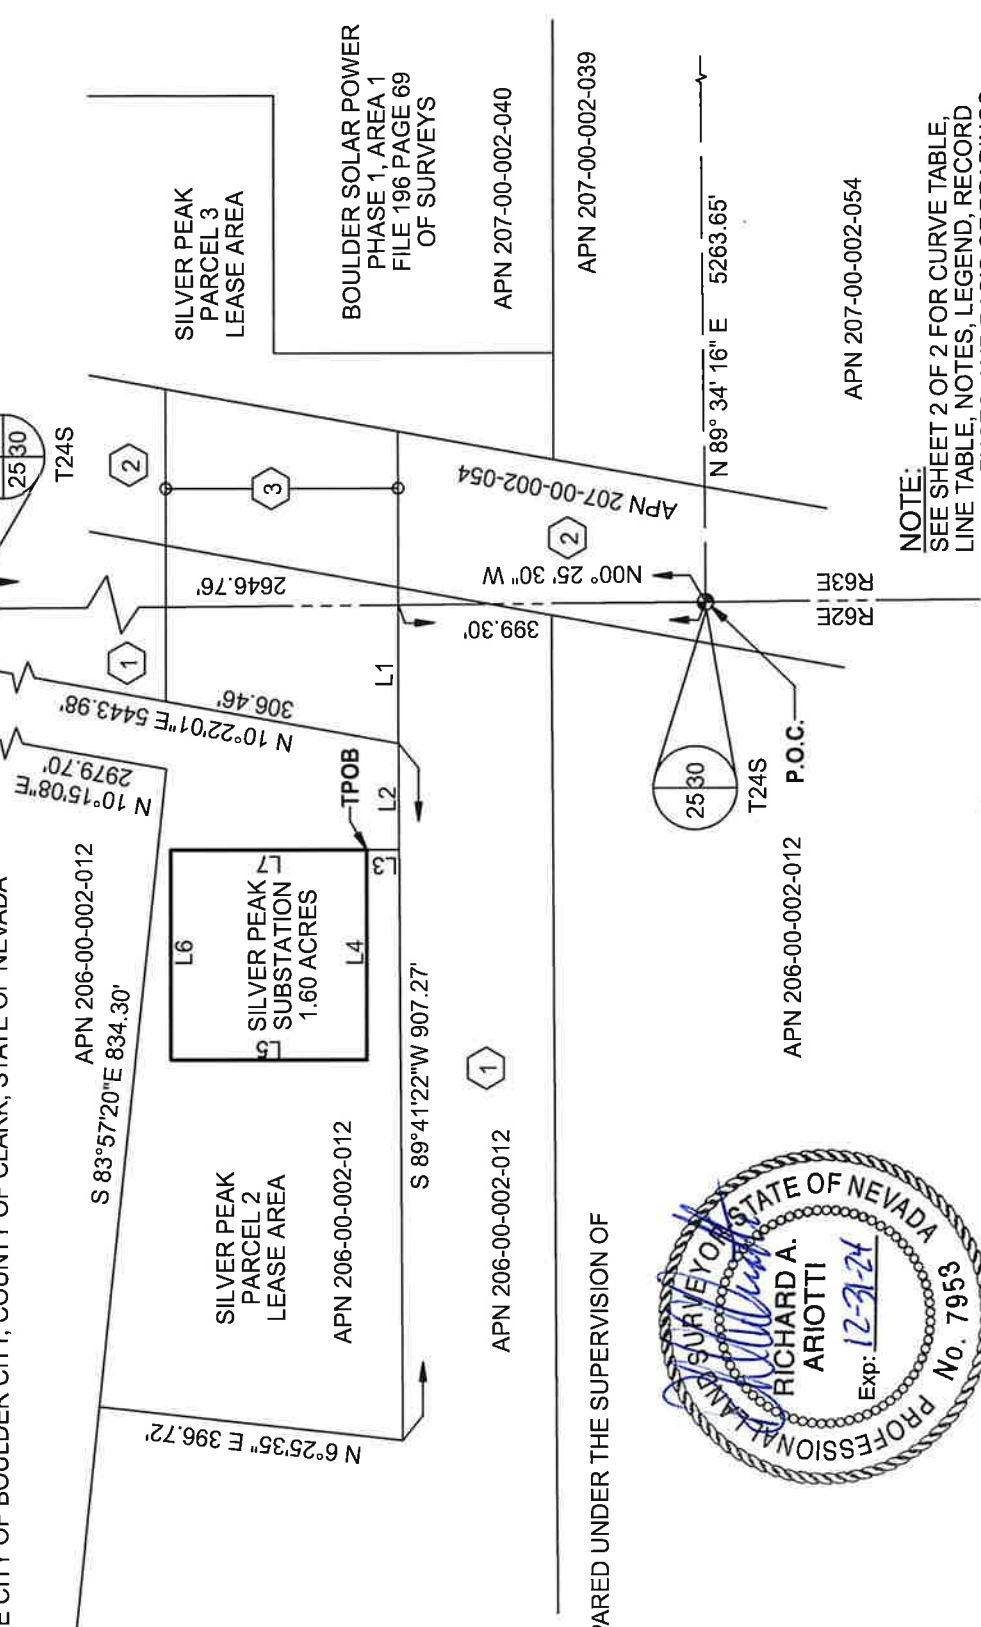 E CITY OF BOULDER CITY, COUNTY OF CLARK, STATE OF NEVADA
S 83°57'20"E 834.30'
APN 206-00-002-012
N 10°15'08"E
2979.70'
N 10°22'01"E 5443.98'
306.46'
1
2646.76'
25 30
T24S
2
SILVER PEAK
PARCEL 3
LEASE AREA
BOULDER SOLAR POWER
PHASE 1, AREA 1
FILE 196 PAGE 69
OF SURVEYS
APN 207-00-002-040
APN 207-00-002-039
3
SILVER PEAK
PARCEL 2
LEASE AREA
APN 206-00-002-012
N 6°25'35" E 396.72'
L6
L5
SILVER PEAK
SUBSTATION
1.60 ACRES
L7
L4
TPOB
L3
L2
L1
S 89°41'22"W 907.27'
1
APN 206-00-002-012
399.30'
N00° 25' 30" W
2
APN 207-00-002-054
N 89° 34' 16" E 5263.65'
APN 207-00-002-054
APN 206-00-002-012
25 30
T24S
P.O.C.
R62E
R63E
PARED UNDER THE SUPERVISION OF
PROFESSIONAL LAND SURVEYOR
STATE OF NEVADA
RICHARD A.
ARIOTTI
Exp: 12-31-24
No. 7953
NOTE:
SEE SHEET 2 OF 2 FOR CURVE TABLE,
LINE TABLE, NOTES, LEGEND, RECORD